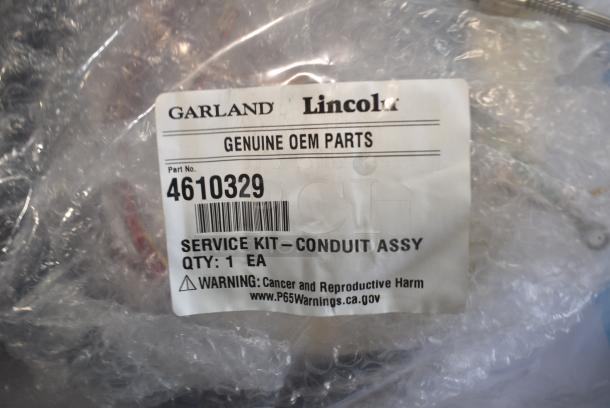 GARLAND Lincoln
GENUINE OEM PARTS
Part No.
4610329
SERVICE KIT-CONDUIT ASSY
QTY: 1 EA
⚠ WARNING: Cancer and Reproductive Harm
www.P65Warnings.ca.gov